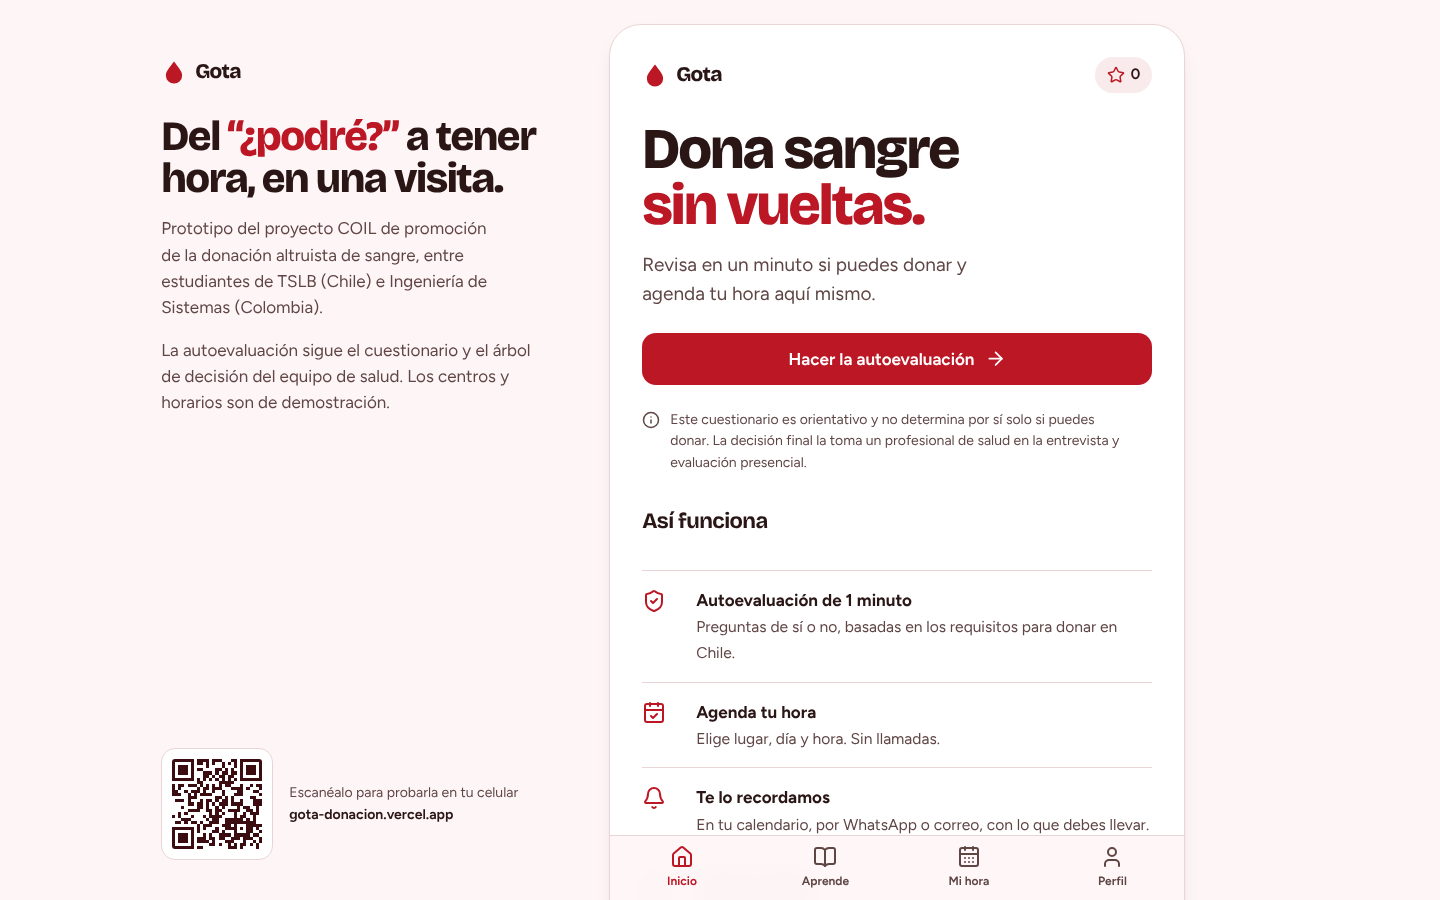 Gota
Del “¿podré?” a tener
hora, en una visita.
Prototipo del proyecto COIL de promoción
de la donación altruista de sangre, entre
estudiantes de TSLB (Chile) e Ingeniería de
Sistemas (Colombia).
La autoevaluación sigue el cuestionario y el árbol
de decisión del equipo de salud. Los centros y
horarios son de demostración.
Escanéalo para probarla en tu celular
gota-donacion.vercel.app
Gota
0
Dona sangre
sin vueltas.
Revisa en un minuto si puedes donar y
agenda tu hora aquí mismo.
Hacer la autoevaluación
Este cuestionario es orientativo y no determina por sí solo si puedes
donar. La decisión final la toma un profesional de salud en la entrevista y
evaluación presencial.
Así funciona
Autoevaluación de 1 minuto
Preguntas de sí o no, basadas en los requisitos para donar en
Chile.
Agenda tu hora
Elige lugar, día y hora. Sin llamadas.
Te lo recordamos
En tu calendario, por WhatsApp o correo, con lo que debes llevar.
Inicio
Aprende
Mi hora
Perfil